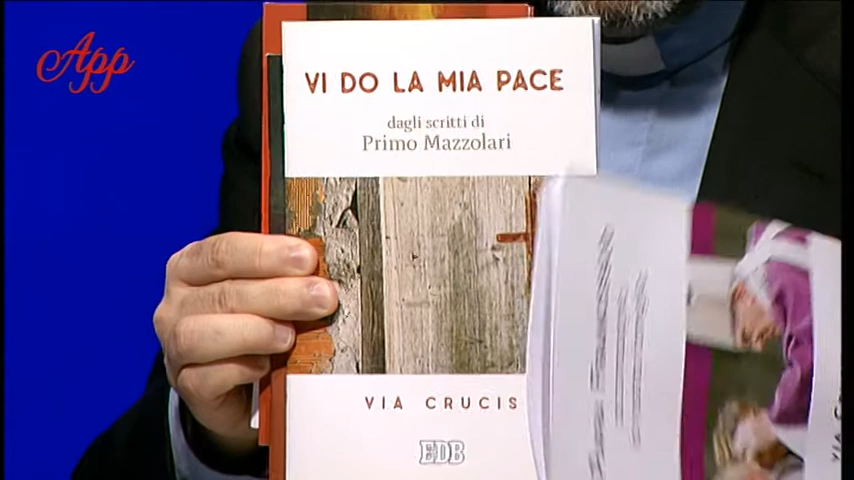 App
VI DO LA MIA PACE
dagli scritti di
Primo Mazzolari
VIA CRUCIS
EDB